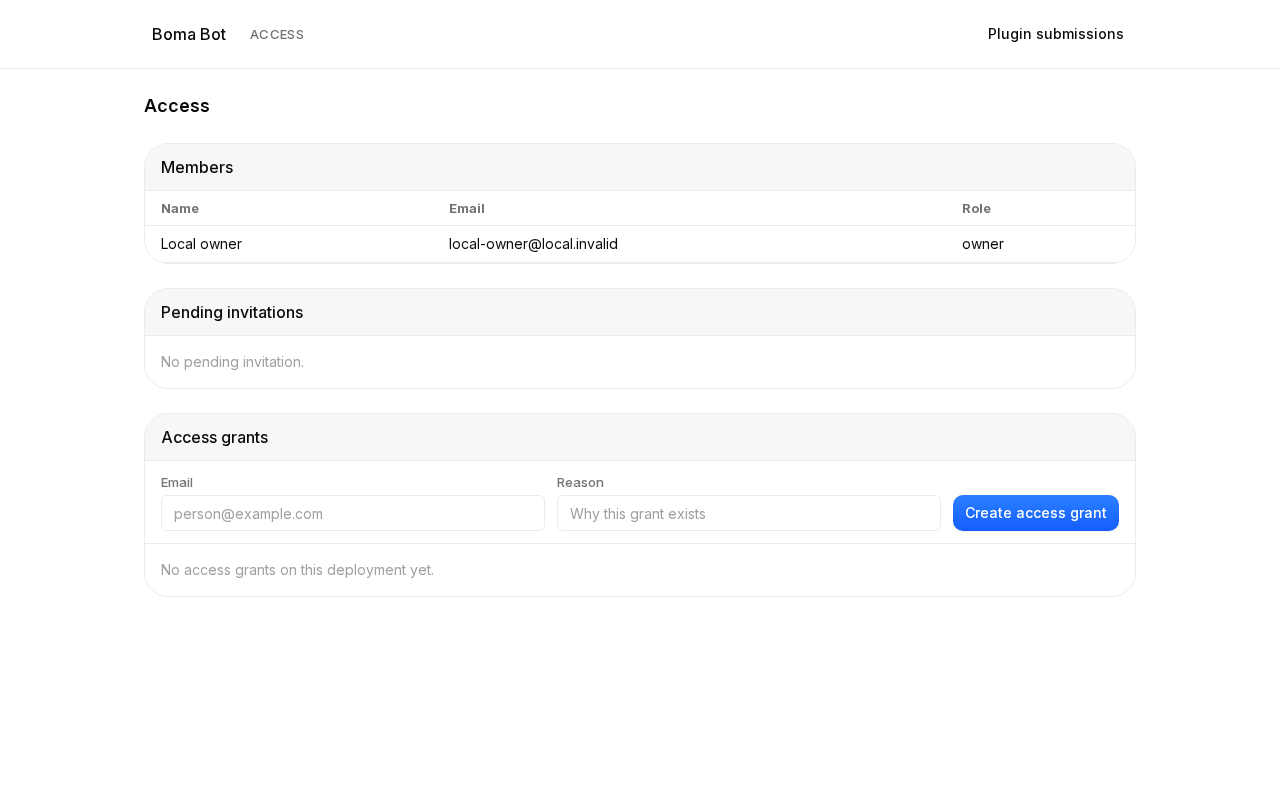 Boma Bot ACCESS Plugin submissions
Access
Members
Name Email Role
Local owner local-owner@local.invalid owner
Pending invitations
No pending invitation.
Access grants
Email Reason
person@example.com Why this grant exists Create access grant
No access grants on this deployment yet.